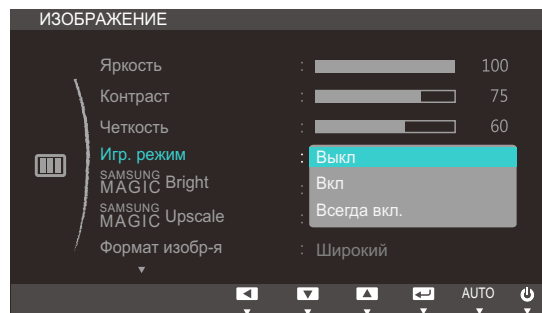 ИЗОБРАЖЕНИЕ
Яркость : 100
Контраст : 75
Четкость : 60
Игр. режим : Выкл
Вкл
Всегда вкл.
SAMSUNG MAGIC Bright :
SAMSUNG MAGIC Upscale :
Формат изобр-я : Широкий
AUTO